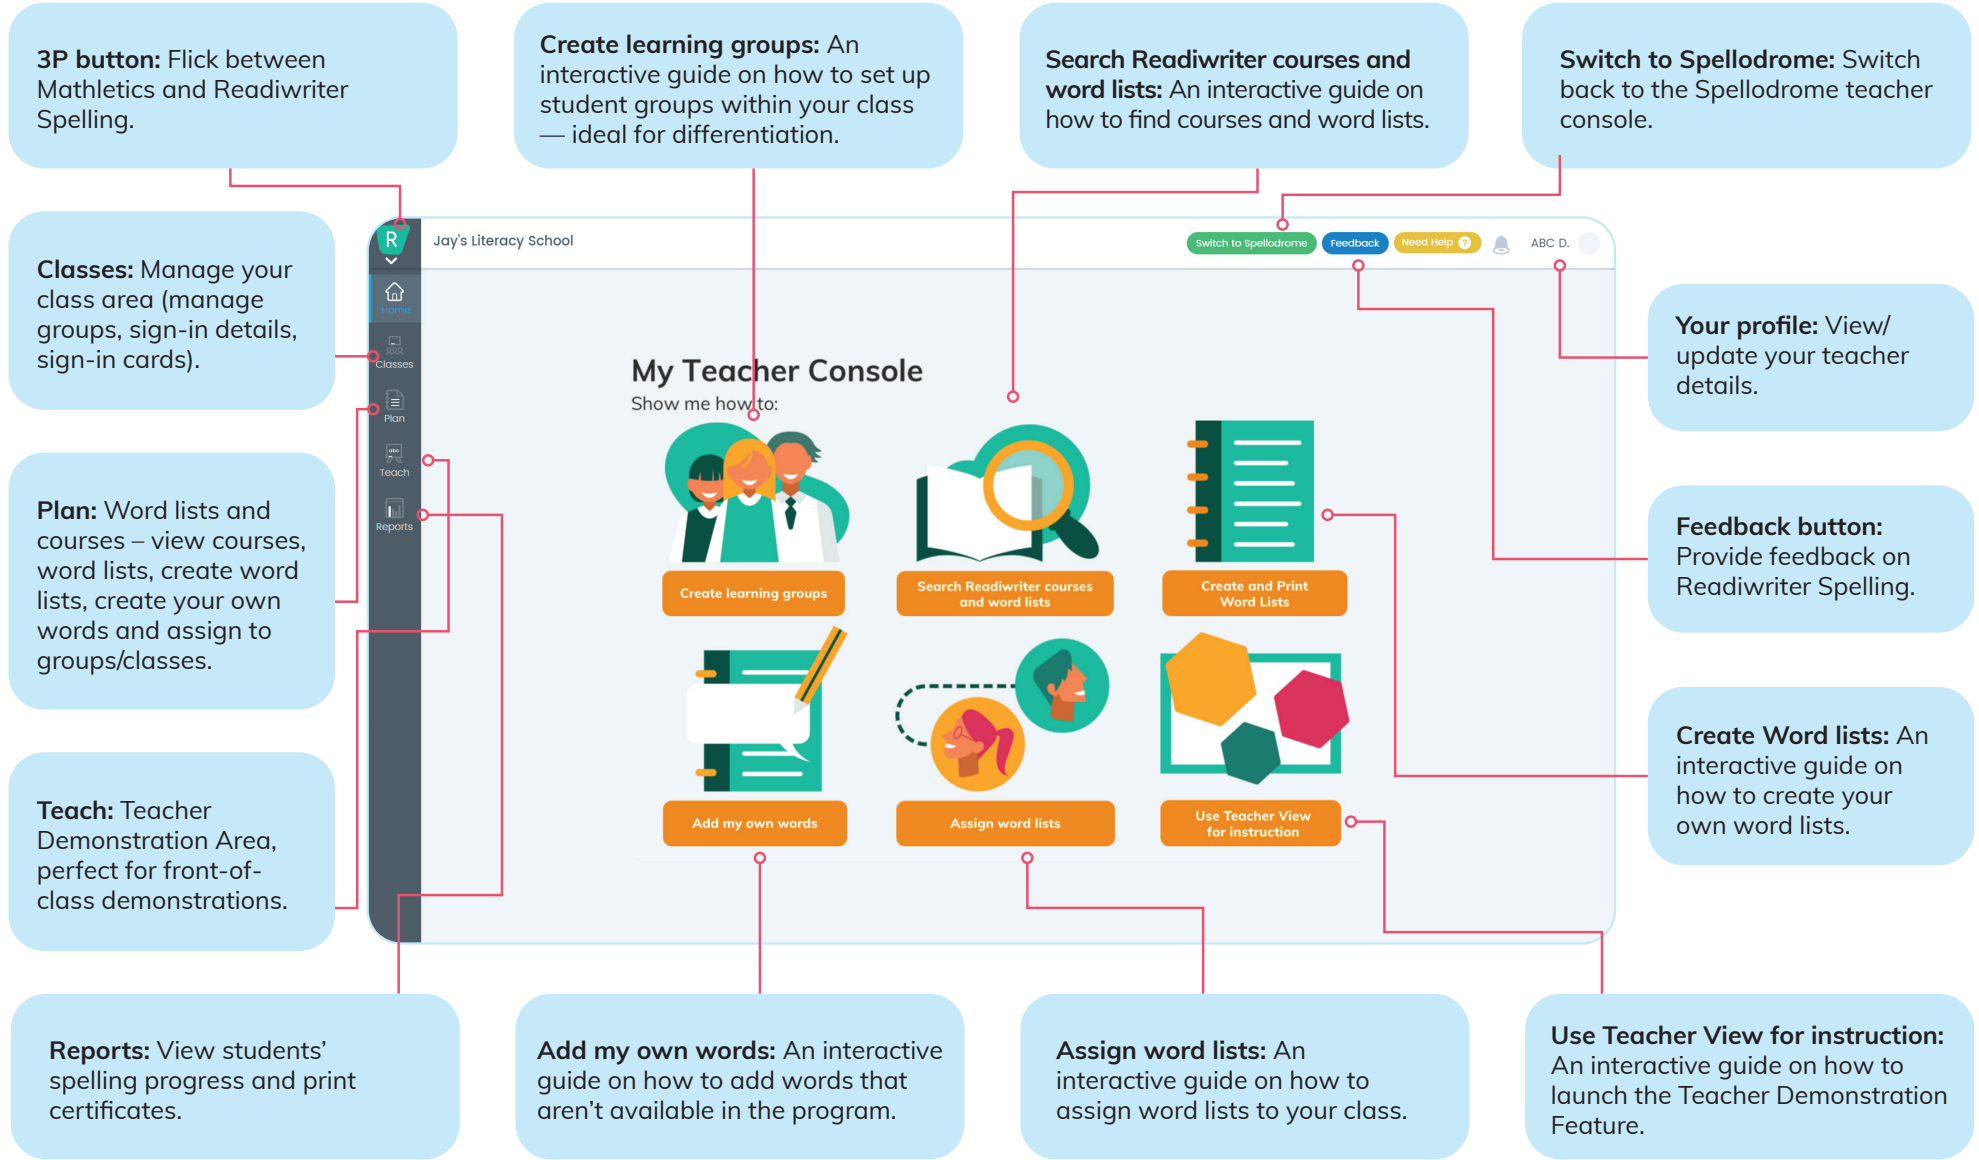 3P button: Flick between
Mathletics and Readiwriter
Spelling.
Create learning groups: An
interactive guide on how to set up
student groups within your class
— ideal for differentiation.
Search Readiwriter courses and
word lists: An interactive guide on
how to find courses and word lists.
Switch to Spellodrome: Switch
back to the Spellodrome teacher
console.
Classes: Manage your
class area (manage
groups, sign-in details,
sign-in cards).
Plan: Word lists and
courses – view courses,
word lists, create word
lists, create your own
words and assign to
groups/classes.
Teach: Teacher
Demonstration Area,
perfect for front-of-
class demonstrations.
R
Jay's Literacy School
Switch to Spellodrome
Feedback
Need Help ?
ABC D.
Home
Classes
Plan
abc
Teach
Reports
My Teacher Console
Show me how to:
Create learning groups
Search Readiwriter courses
and word lists
Create and Print
Word Lists
Add my own words
Assign word lists
Use Teacher View
for instruction
Your profile: View/
update your teacher
details.
Feedback button:
Provide feedback on
Readiwriter Spelling.
Create Word lists: An
interactive guide on
how to create your
own word lists.
Reports: View students’
spelling progress and print
certificates.
Add my own words: An interactive
guide on how to add words that
aren’t available in the program.
Assign word lists: An
interactive guide on how to
assign word lists to your class.
Use Teacher View for instruction:
An interactive guide on how to
launch the Teacher Demonstration
Feature.